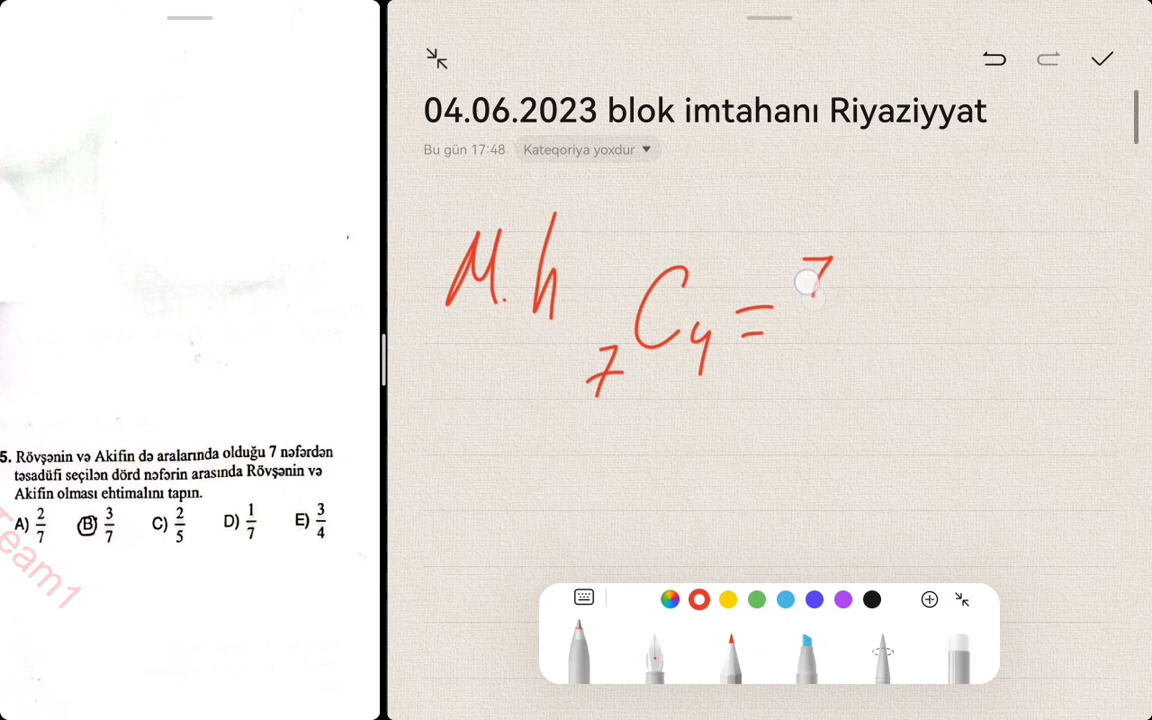 5. Rövşənin və Akifin də aralarında olduğu 7 nəfərdən
təsadüfi seçilən dörd nəfərin arasında Rövşənin və
Akifin olması ehtimalını tapın.
A) 2/7 B) 3/7 C) 2/5 D) 1/7 E) 3/4
Team1
04.06.2023 blok imtahanı Riyaziyyat
Bu gün 17:48 Kateqoriya yoxdur
M.h 7C4 = 7